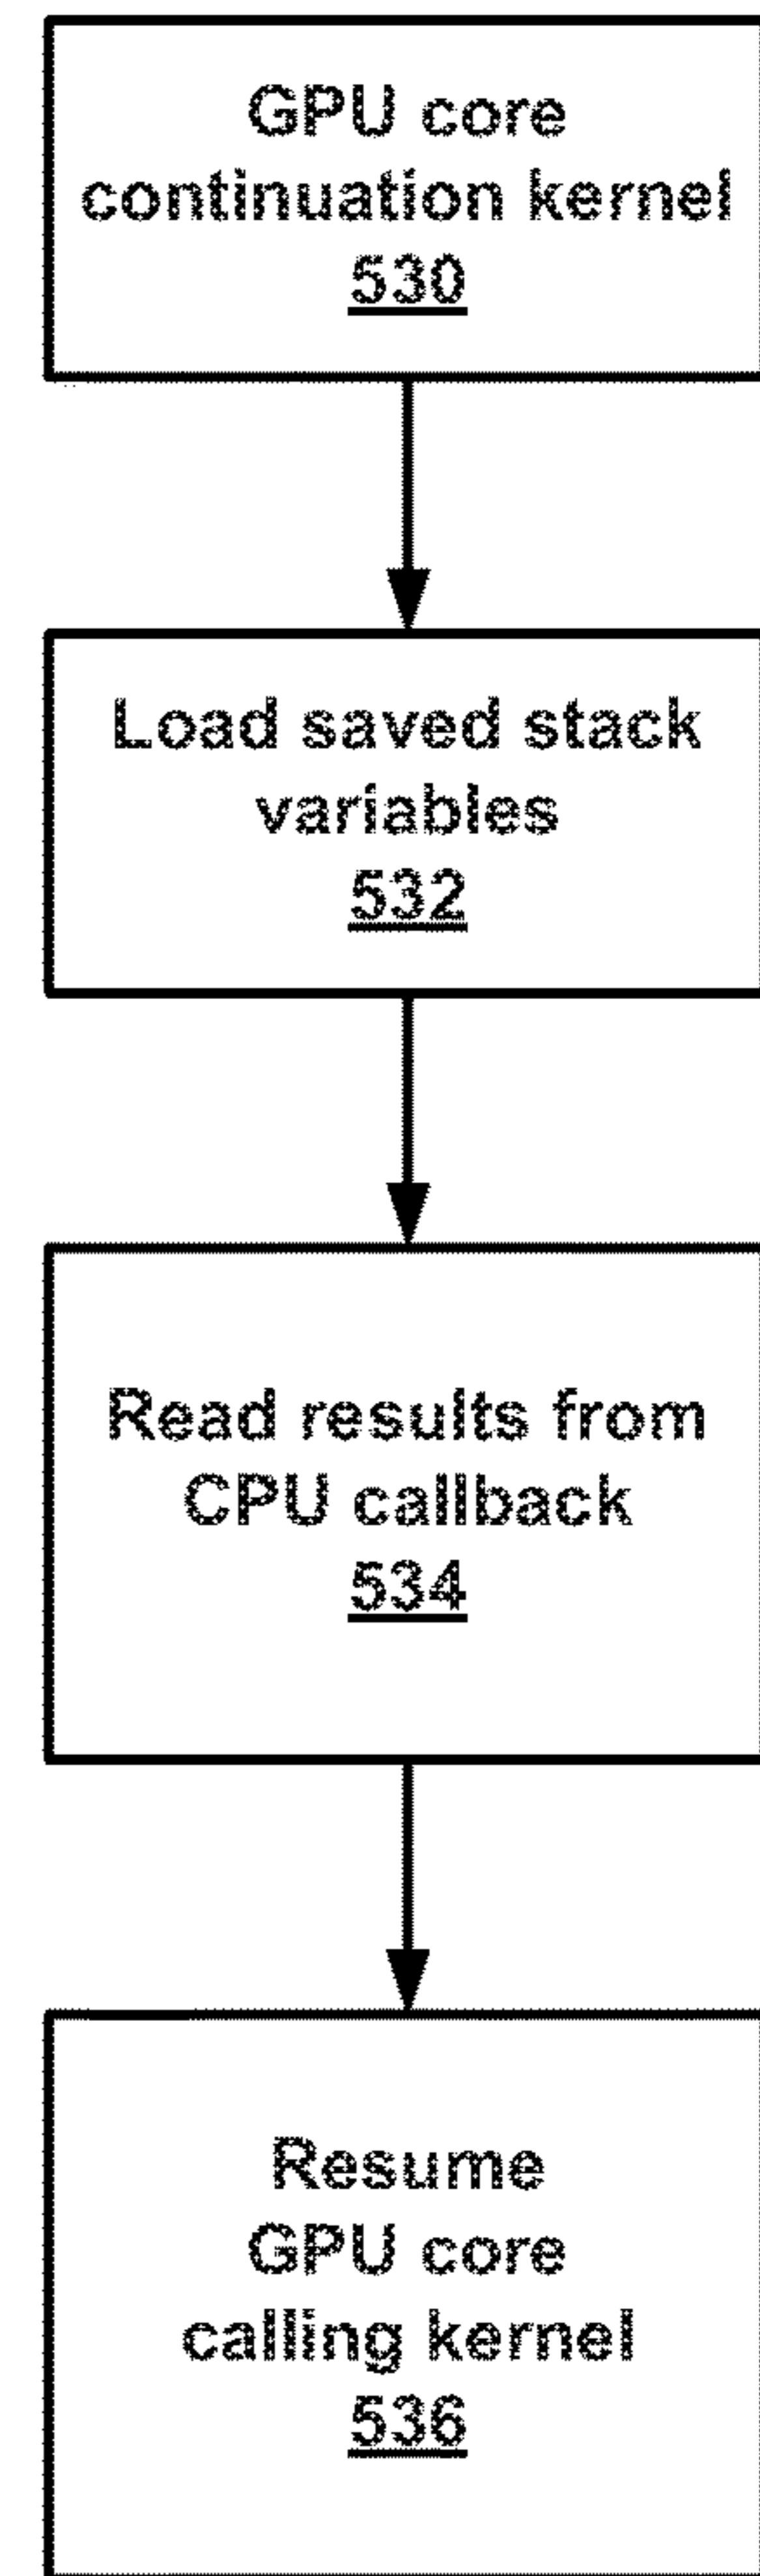 GPU core
continuation kernel
530
Load saved stack
variables
532
Read results from
CPU callback
534
Resume
GPU core
calling kernel
536